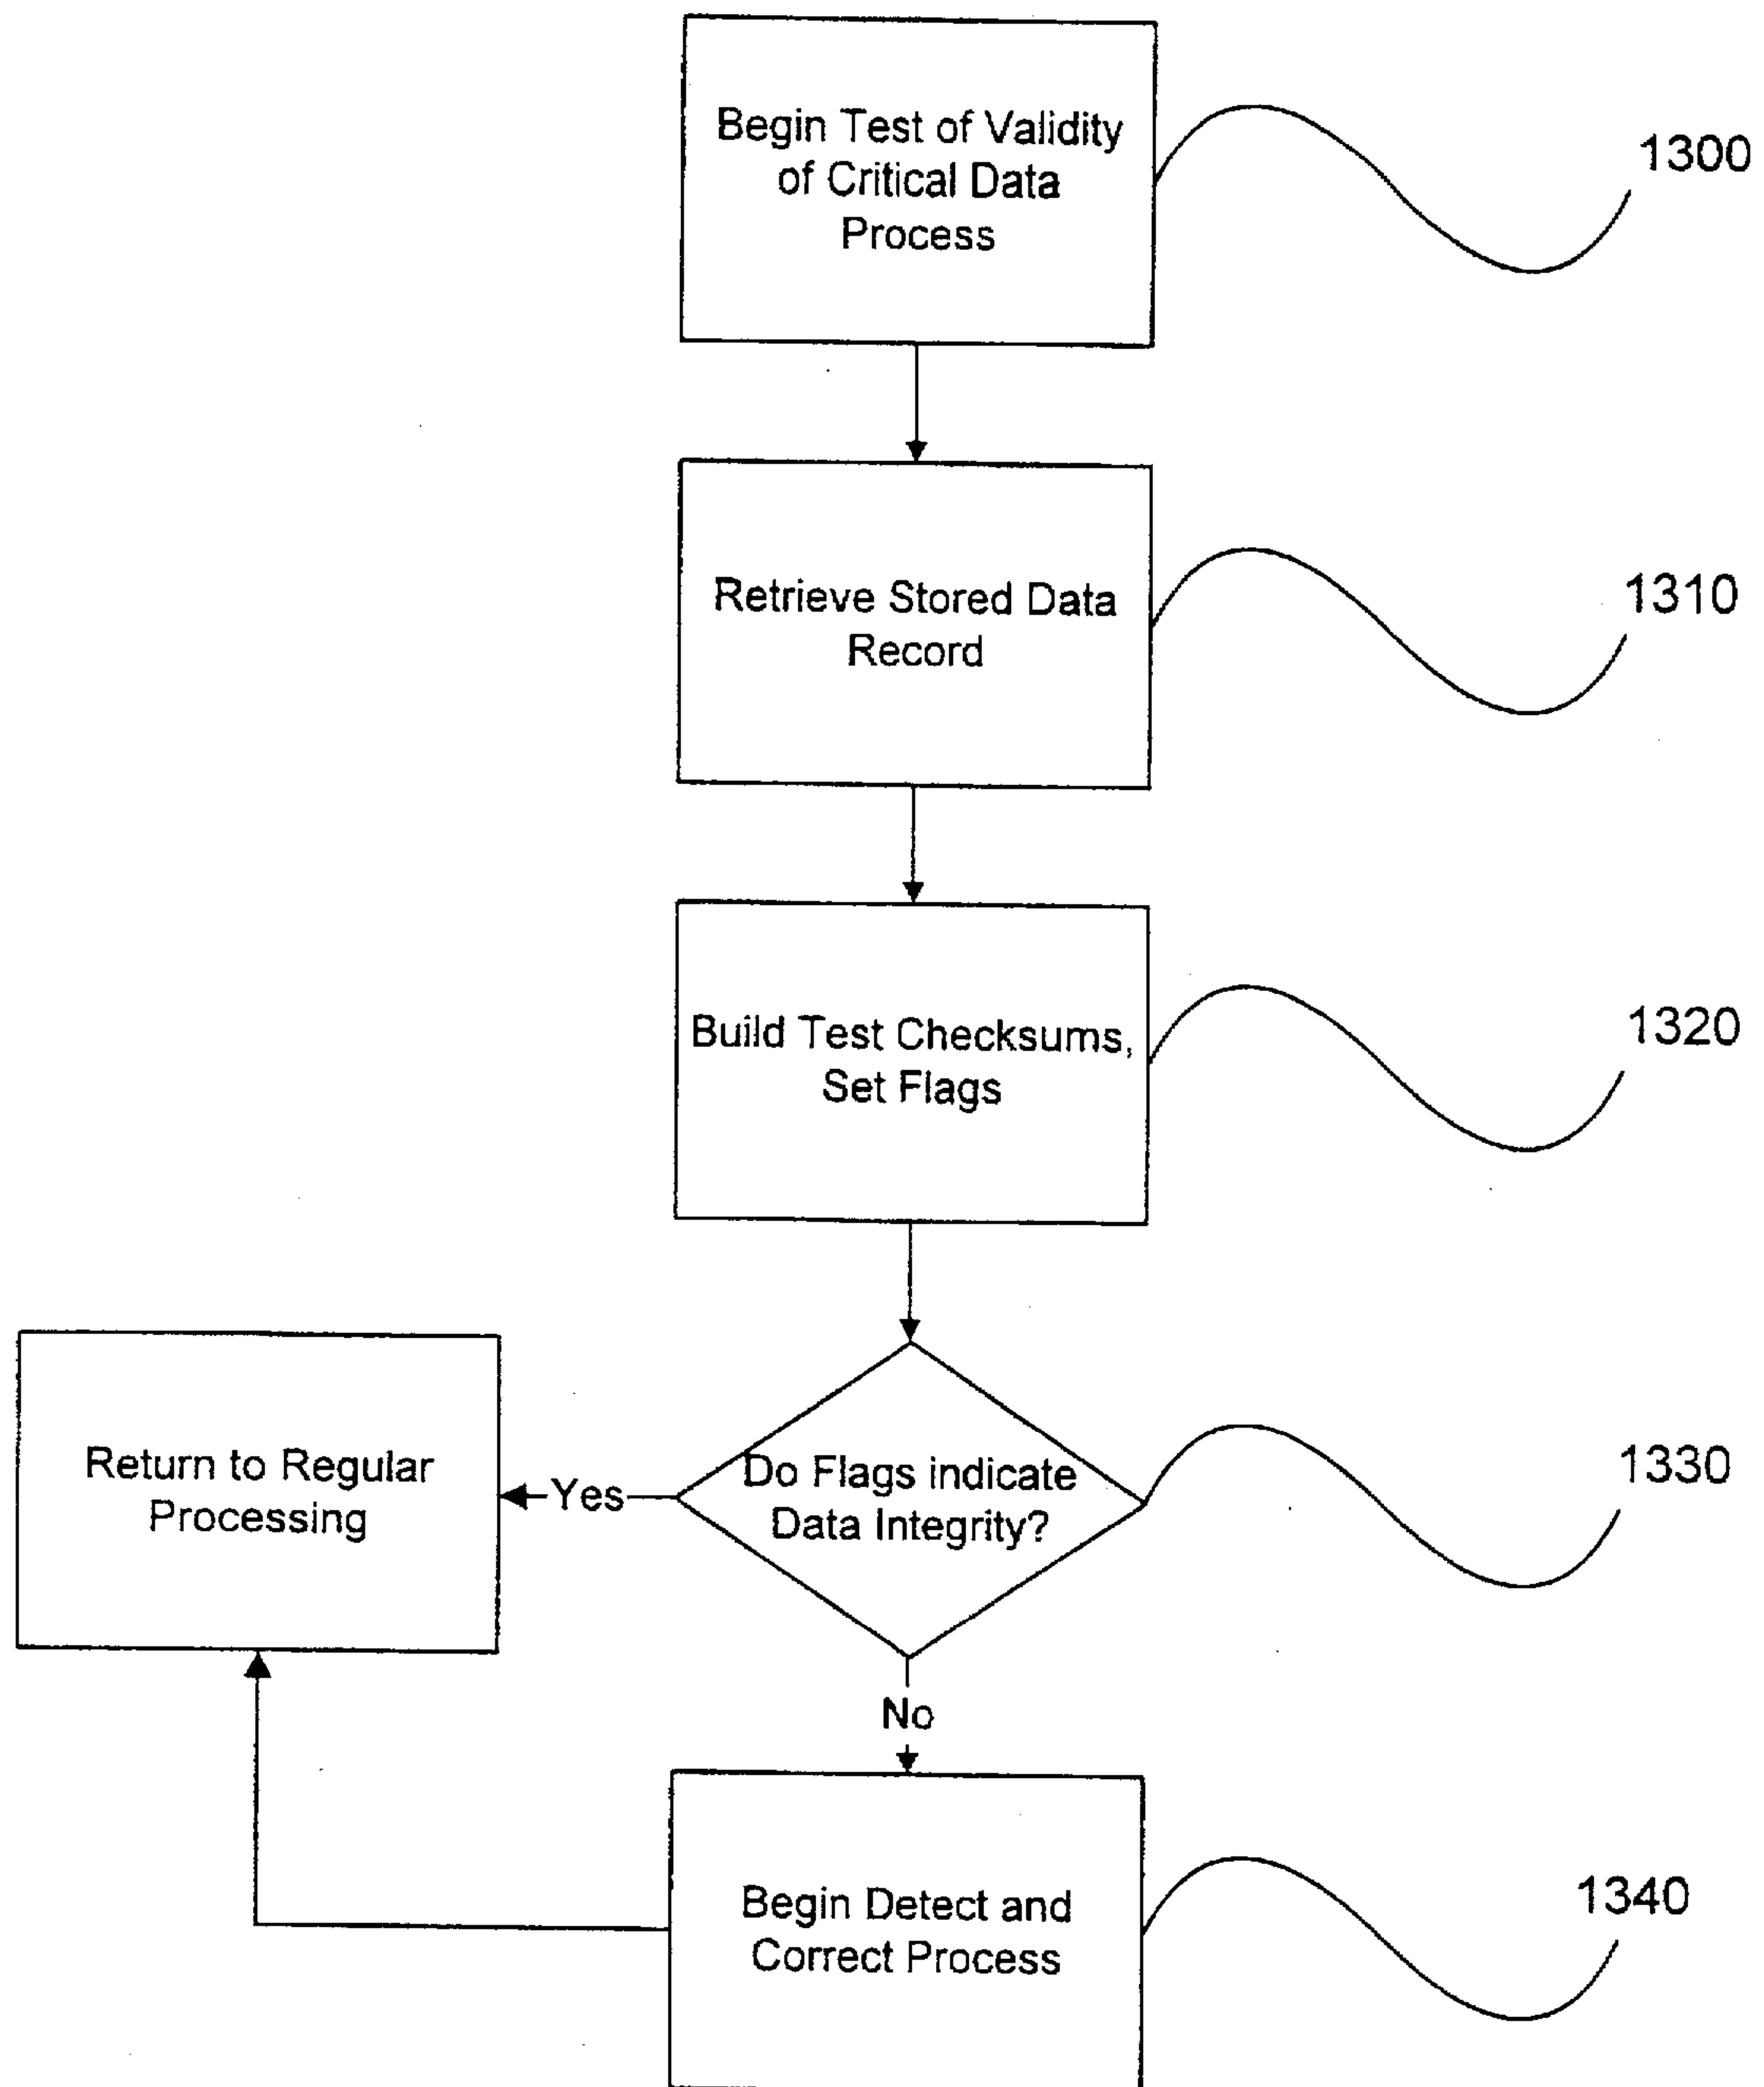 Begin Test of Validity
of Critical Data
Process
1300
Retrieve Stored Data
Record
1310
Build Test Checksums,
Set Flags
1320
Return to Regular
Processing
Yes
Do Flags indicate
Data Integrity?
1330
No
Begin Detect and
Correct Process
1340